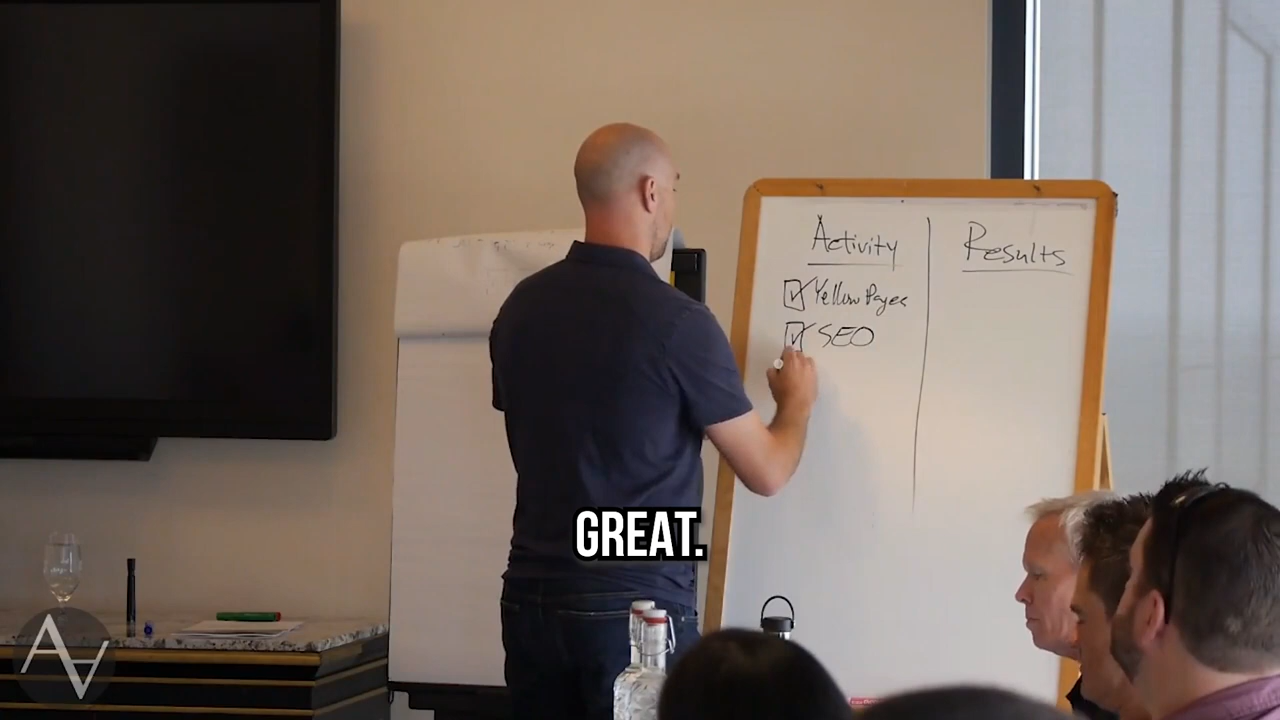 Activity
Results
Yellow Pages
SEO
GREAT.